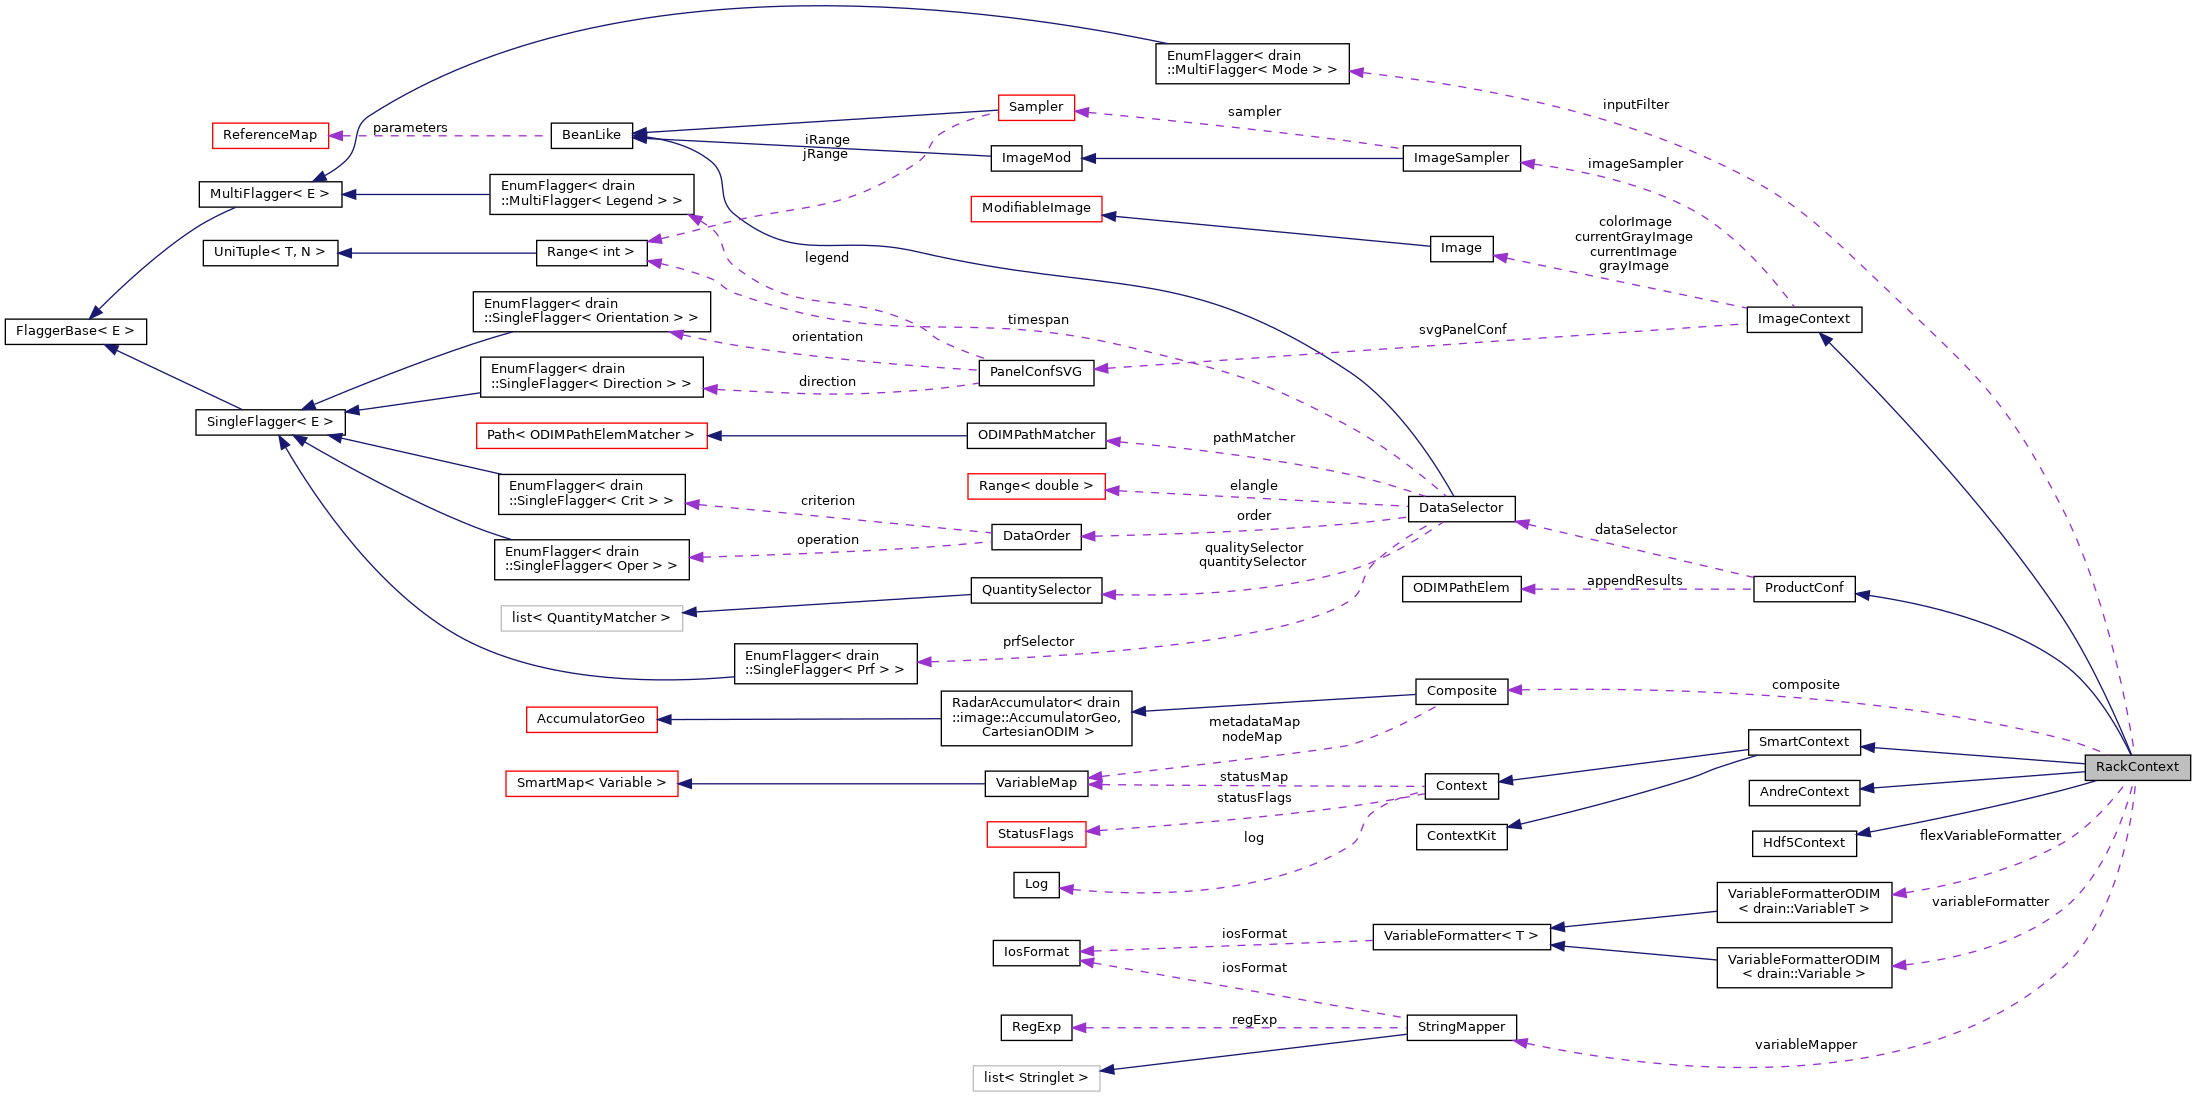 EnumFlagger< drain
::MultiFlagger< Mode > >
inputFilter
Sampler
sampler
ReferenceMap
parameters
BeanLike
iRange
jRange
ImageMod
ImageSampler
imageSampler
MultiFlagger< E >
EnumFlagger< drain
::MultiFlagger< Legend > >
ModifiableImage
colorImage
currentGrayImage
currentImage
grayImage
UniTuple< T, N >
Range< int >
legend
Image
EnumFlagger< drain
::SingleFlagger< Orientation > >
FlaggerBase< E >
orientation
timespan
svgPanelConf
ImageContext
EnumFlagger< drain
::SingleFlagger< Direction > >
direction
PanelConfSVG
SingleFlagger< E >
Path< ODIMPathElemMatcher >
ODIMPathMatcher
pathMatcher
EnumFlagger< drain
::SingleFlagger< Crit > >
criterion
Range< double >
elangle
DataSelector
order
DataOrder
dataSelector
EnumFlagger< drain
::SingleFlagger< Oper > >
operation
qualitySelector
quantitySelector
QuantitySelector
ODIMPathElem
appendResults
ProductConf
list< QuantityMatcher >
EnumFlagger< drain
::SingleFlagger< Prf > >
prfSelector
AccumulatorGeo
RadarAccumulator< drain
::image::AccumulatorGeo,
CartesianODIM >
Composite
composite
metadataMap
nodeMap
SmartContext
RackContext
SmartMap< Variable >
VariableMap
statusMap
Context
AndreContext
statusFlags
StatusFlags
log
ContextKit
Hdf5Context
flexVariableFormatter
Log
VariableFormatterODIM
< drain::VariableT >
variableFormatter
IosFormat
iosFormat
VariableFormatter< T >
VariableFormatterODIM
< drain::Variable >
iosFormat
RegExp
regExp
StringMapper
variableMapper
list< Stringlet >